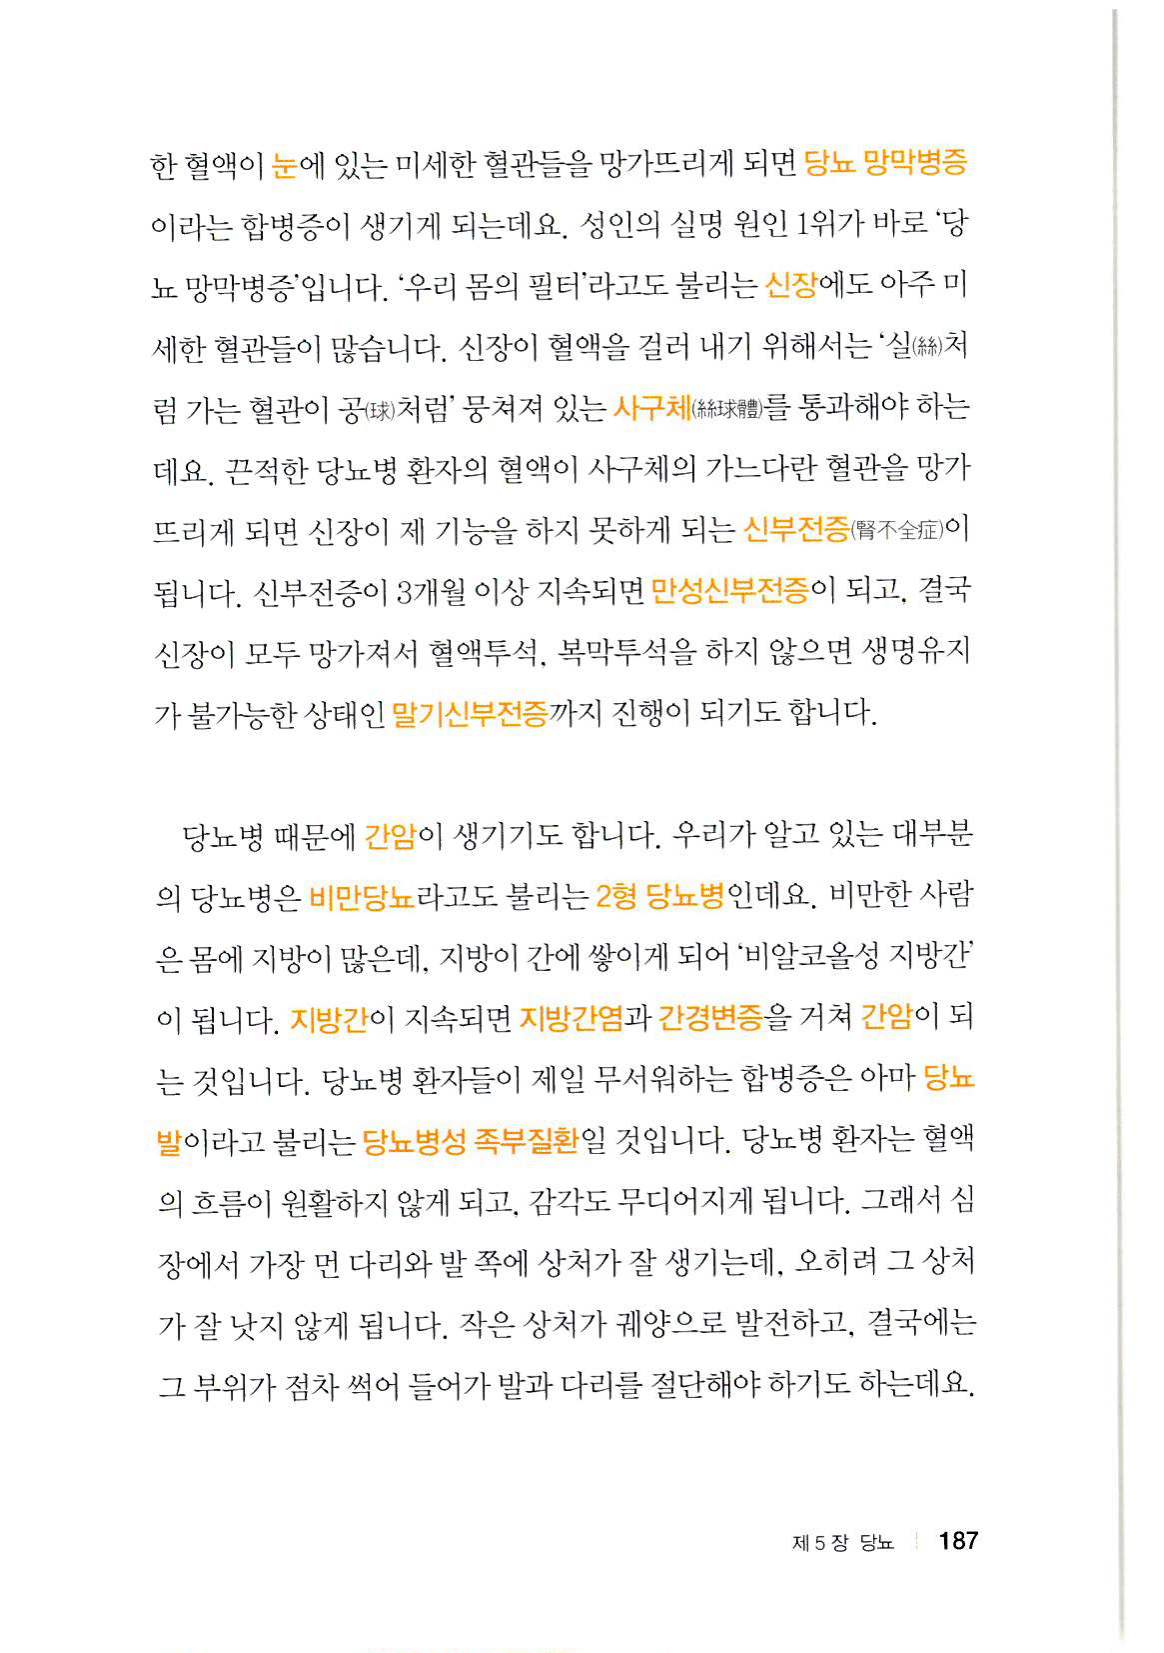 한 혈액이 눈에 있는 미세한 혈관들을 망가뜨리게 되면 당뇨 망막병증
이라는 합병증이 생기게 되는데요. 성인의 실명 원인 1위가 바로 ‘당
뇨 망막병증’입니다. ‘우리 몸의 필터’라고도 불리는 신장에도 아주 미
세한 혈관들이 많습니다. 신장이 혈액을 걸러 내기 위해서는 ‘실(絲)처
럼 가는 혈관이 공(球)처럼’ 뭉쳐져 있는 사구체(絲球體)를 통과해야 하는
데요. 끈적한 당뇨병 환자의 혈액이 사구체의 가느다란 혈관을 망가
뜨리게 되면 신장이 제 기능을 하지 못하게 되는 신부전증(腎不全症)이
됩니다. 신부전증이 3개월 이상 지속되면 만성신부전증이 되고, 결국
신장이 모두 망가져서 혈액투석, 복막투석을 하지 않으면 생명유지
가 불가능한 상태인 말기신부전증까지 진행이 되기도 합니다.
당뇨병 때문에 간암이 생기기도 합니다. 우리가 알고 있는 대부분
의 당뇨병은 비만당뇨라고도 불리는 2형 당뇨병인데요. 비만한 사람
은 몸에 지방이 많은데, 지방이 간에 쌓이게 되어 ‘비알코올성 지방간’
이 됩니다. 지방간이 지속되면 지방간염과 간경변증을 거쳐 간암이 되
는 것입니다. 당뇨병 환자들이 제일 무서워하는 합병증은 아마 당뇨
발이라고 불리는 당뇨병성 족부질환일 것입니다. 당뇨병 환자는 혈액
의 흐름이 원활하지 않게 되고, 감각도 무디어지게 됩니다. 그래서 심
장에서 가장 먼 다리와 발 쪽에 상처가 잘 생기는데, 오히려 그 상처
가 잘 낫지 않게 됩니다. 작은 상처가 궤양으로 발전하고, 결국에는
그 부위가 점차 썩어 들어가 발과 다리를 절단해야 하기도 하는데요.
제 5 장 당뇨 | 187